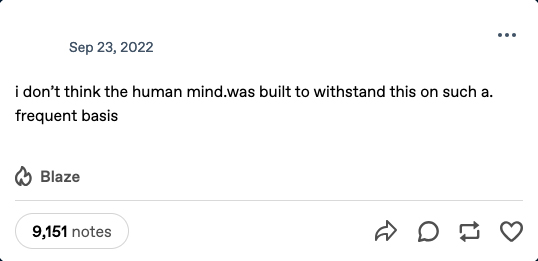 Sep 23, 2022
i don’t think the human mind.was built to withstand this on such a.
frequent basis
Blaze
9,151 notes